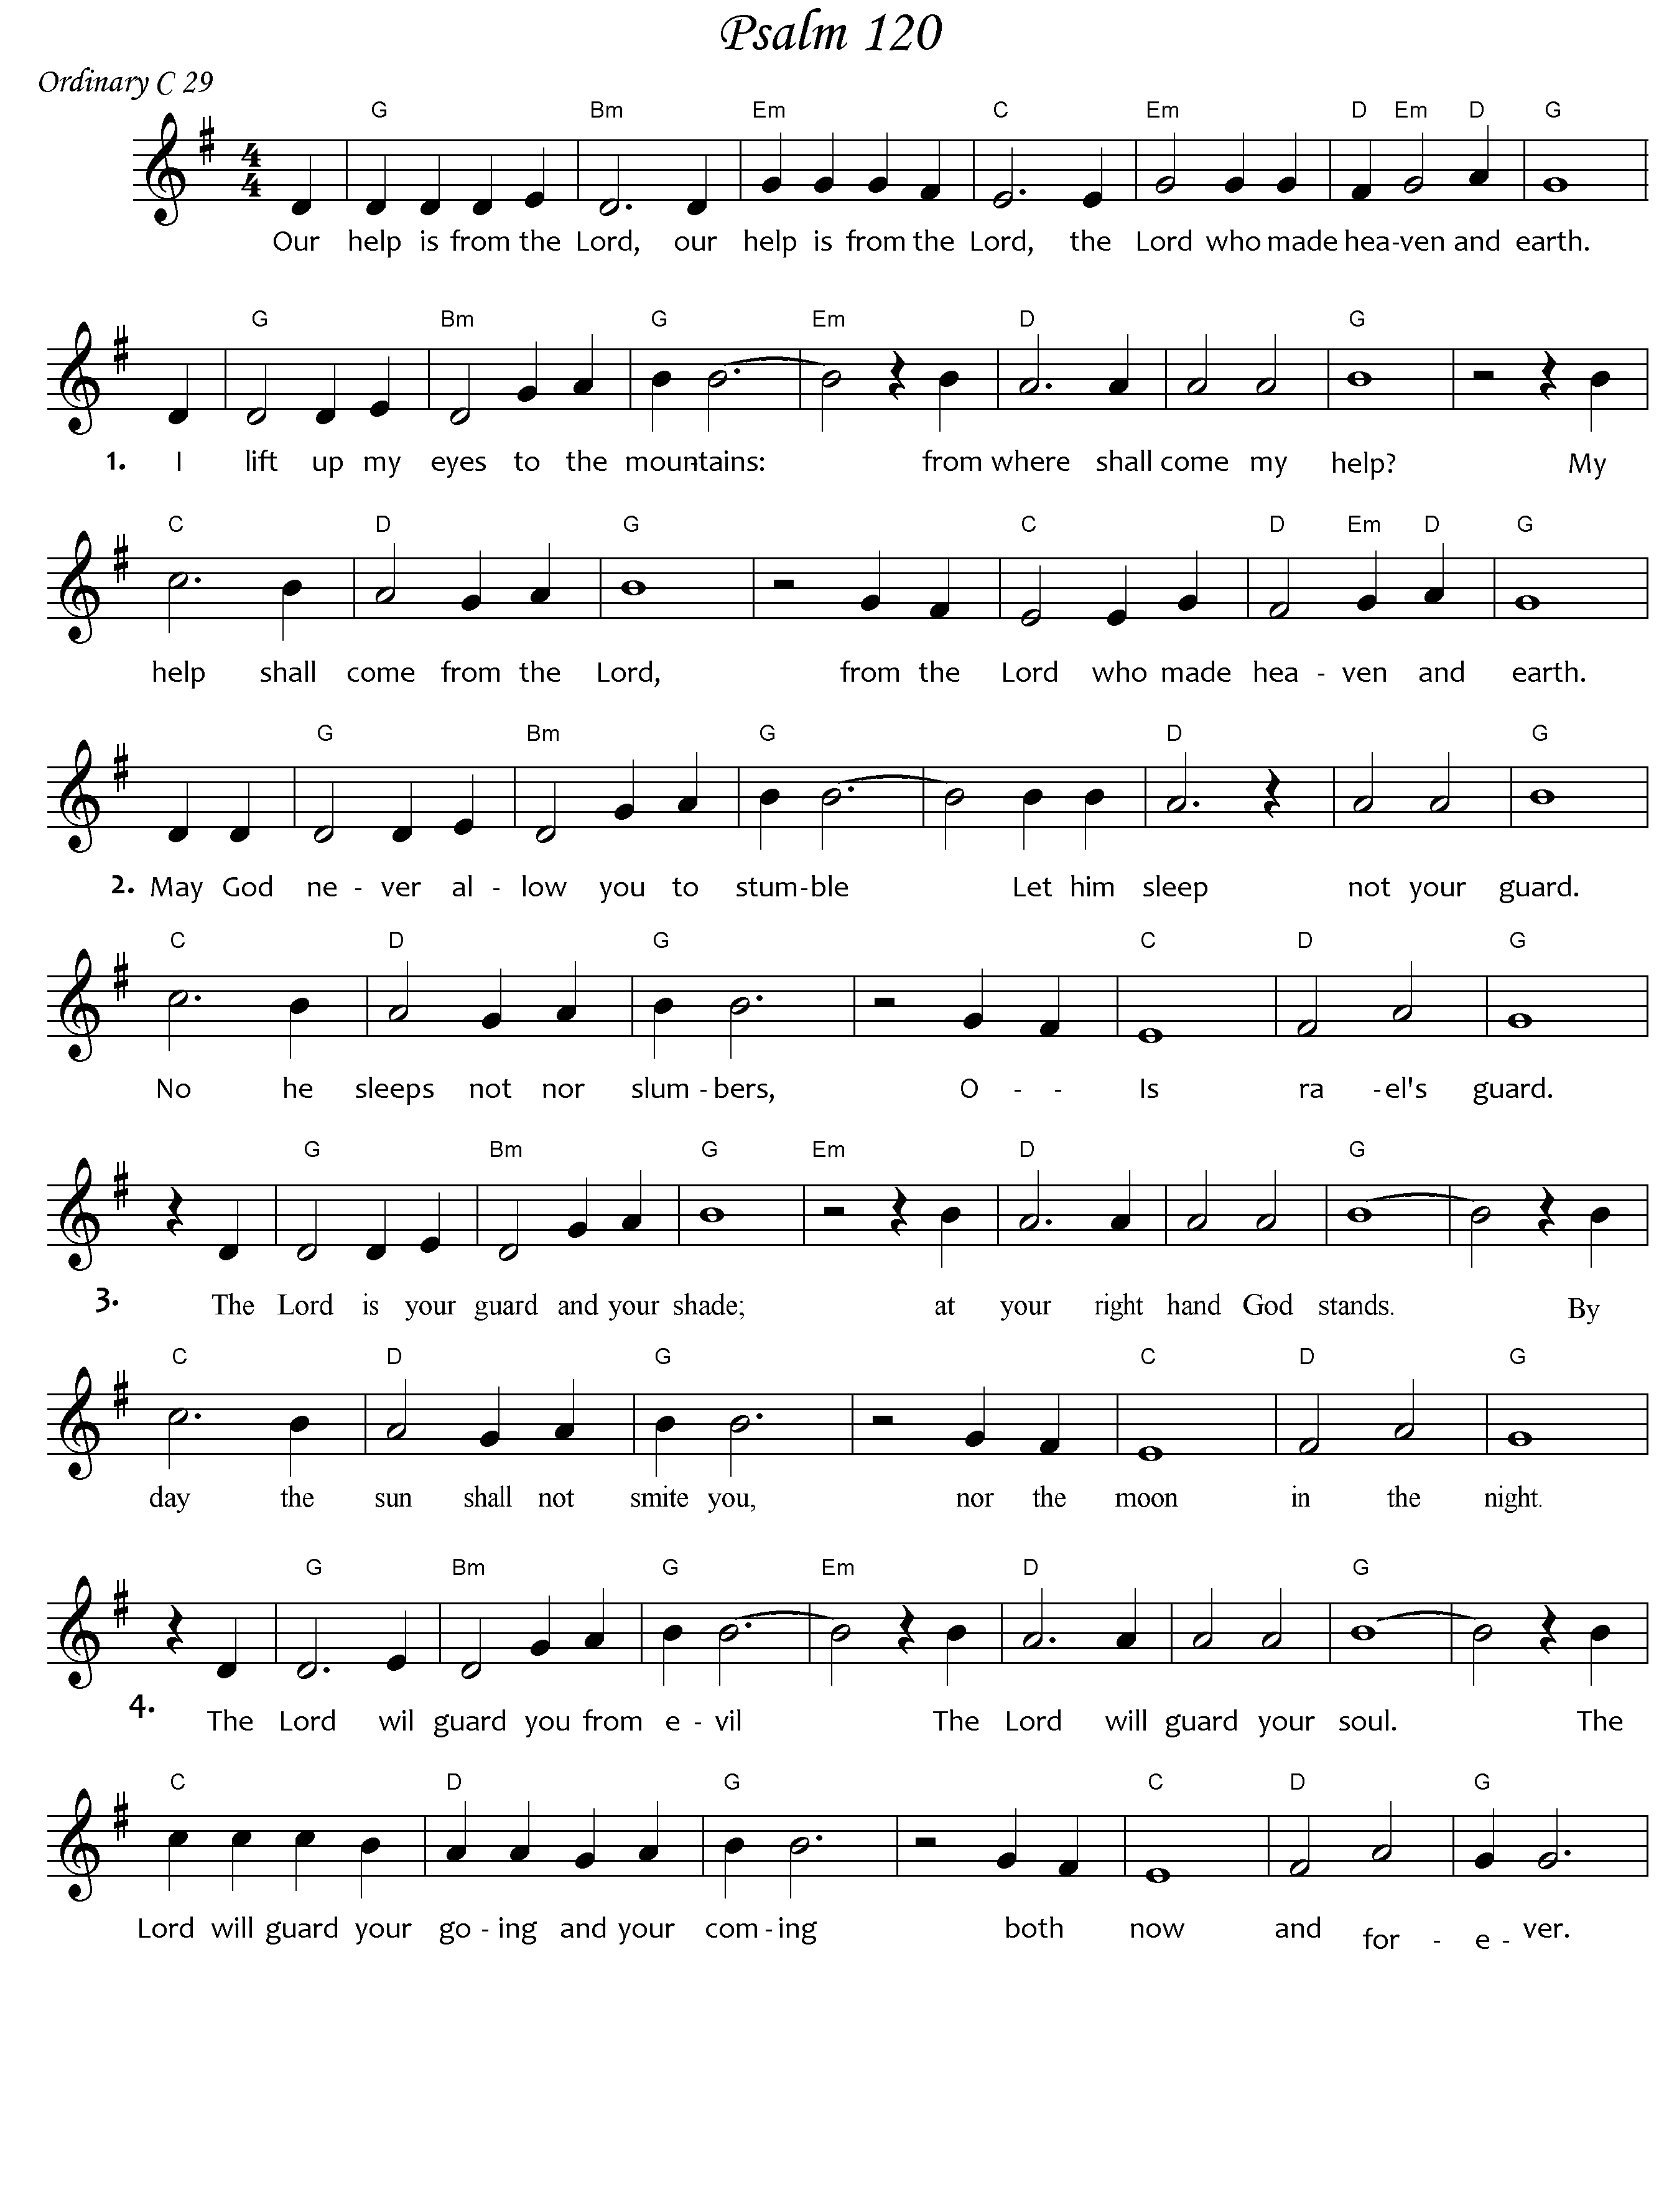 Psalm 120
Ordinary C 29
G Bm Em C Em D Em D G
4 4
Our help is from the Lord, our help is from the Lord, the Lord who made hea-ven and earth.
G Bm G Em D G
1. I lift up my eyes to the moun-tains: from where shall come my help? My
C D G C D Em D G
help shall come from the Lord, from the Lord who made hea - ven and earth.
G Bm G D G
2. May God ne - ver al - low you to stum-ble Let him sleep not your guard.
C D G C D G
No he sleeps not nor slum - bers, O - - Is ra -el's guard.
G Bm G Em D G
3. The Lord is your guard and your shade; at your right hand God stands. By
C D G C D G
day the sun shall not smite you, nor the moon in the night.
G Bm G Em D G
4. The Lord wil guard you from e - vil The Lord will guard your soul. The
C D G C D G
Lord will guard your go - ing and your com - ing both now and for - e - ver.